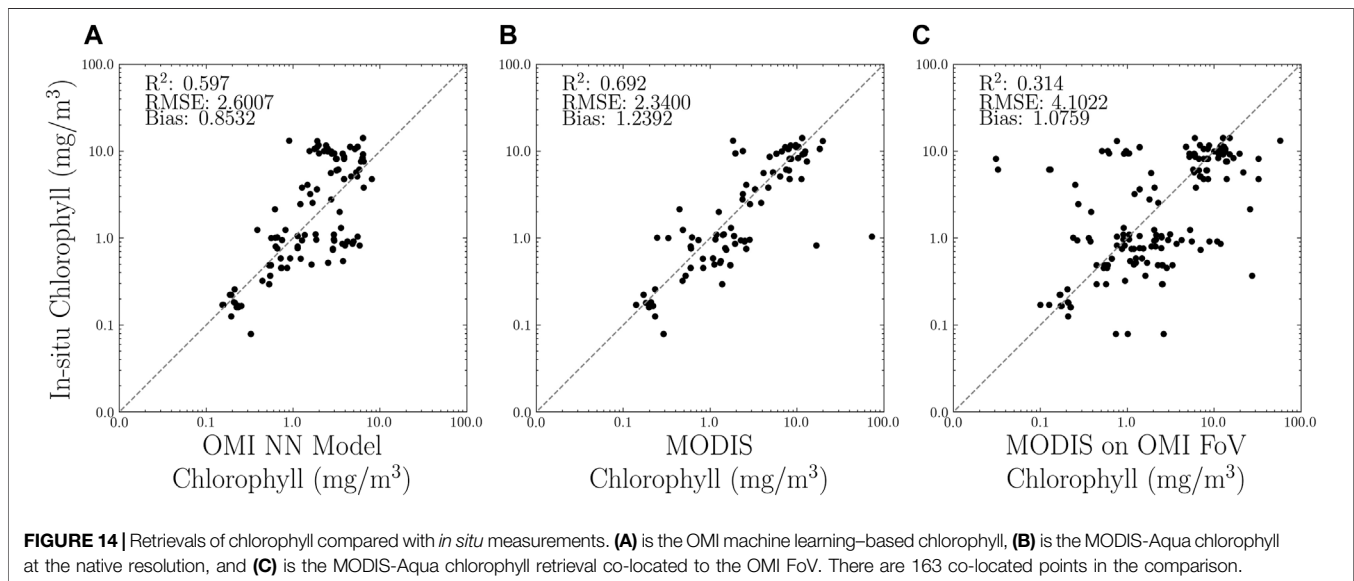 A
R²: 0.597
RMSE: 2.6007
Bias: 0.8532
100.0
10.0
1.0
0.1
0.0
0.0
0.1
1.0
10.0
100.0
In-situ Chlorophyll (mg/m³)
OMI NN Model
Chlorophyll (mg/m³)
B
R²: 0.692
RMSE: 2.3400
Bias: 1.2392
100.0
10.0
1.0
0.1
0.0
0.0
0.1
1.0
10.0
100.0
MODIS
Chlorophyll (mg/m³)
C
R²: 0.314
RMSE: 4.1022
Bias: 1.0759
100.0
10.0
1.0
0.1
0.0
0.0
0.1
1.0
10.0
100.0
MODIS on OMI FoV
Chlorophyll (mg/m³)
FIGURE 14 | Retrievals of chlorophyll compared with in situ measurements. (A) is the OMI machine learning–based chlorophyll, (B) is the MODIS-Aqua chlorophyll
at the native resolution, and (C) is the MODIS-Aqua chlorophyll retrieval co-located to the OMI FoV. There are 163 co-located points in the comparison.